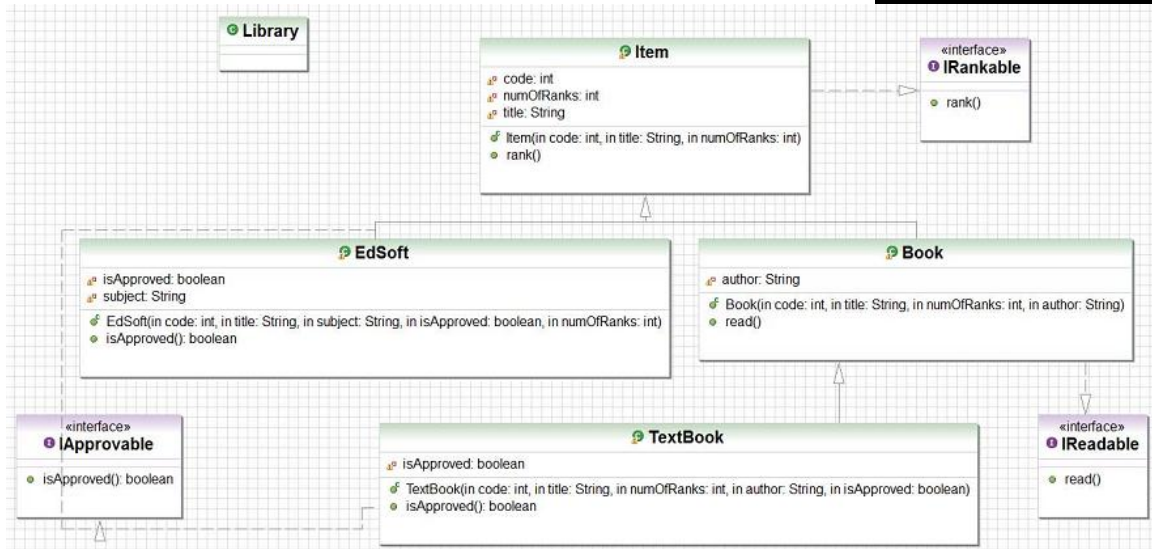 Library
Item
code: int
numOfRanks: int
title: String
Item(in code: int, in title: String, in numOfRanks: int)
rank()
«interface»
IRankable
rank()
EdSoft
isApproved: boolean
subject: String
EdSoft(in code: int, in title: String, in subject: String, in isApproved: boolean, in numOfRanks: int)
isApproved(): boolean
Book
author: String
Book(in code: int, in title: String, in numOfRanks: int, in author: String)
read()
«interface»
IApprovable
isApproved(): boolean
TextBook
isApproved: boolean
TextBook(in code: int, in title: String, in numOfRanks: int, in author: String, in isApproved: boolean)
isApproved(): boolean
«interface»
IReadable
read()